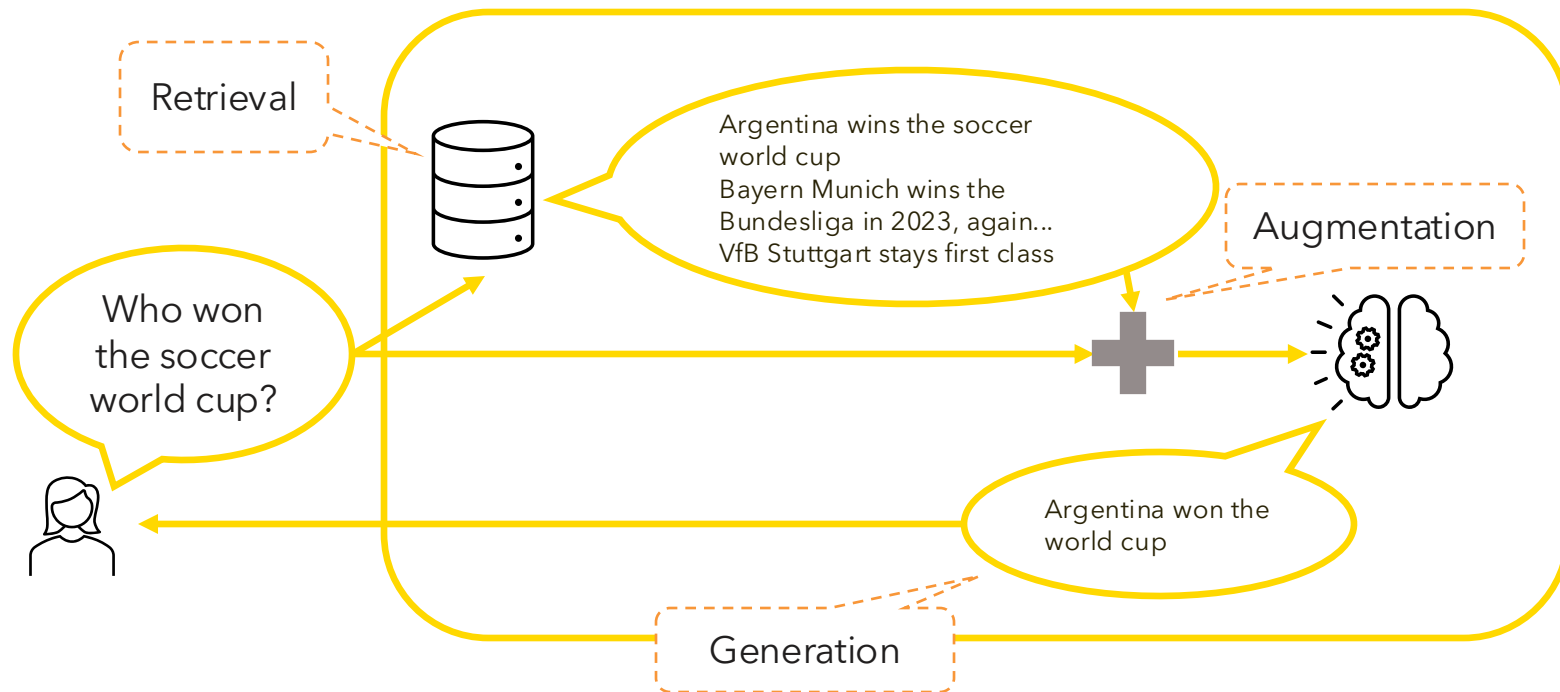 Retrieval
Argentina wins the soccer
world cup
Bayern Munich wins the
Bundesliga in 2023, again...
VfB Stuttgart stays first class
Augmentation
Who won
the soccer
world cup?
Argentina won the
world cup
Generation